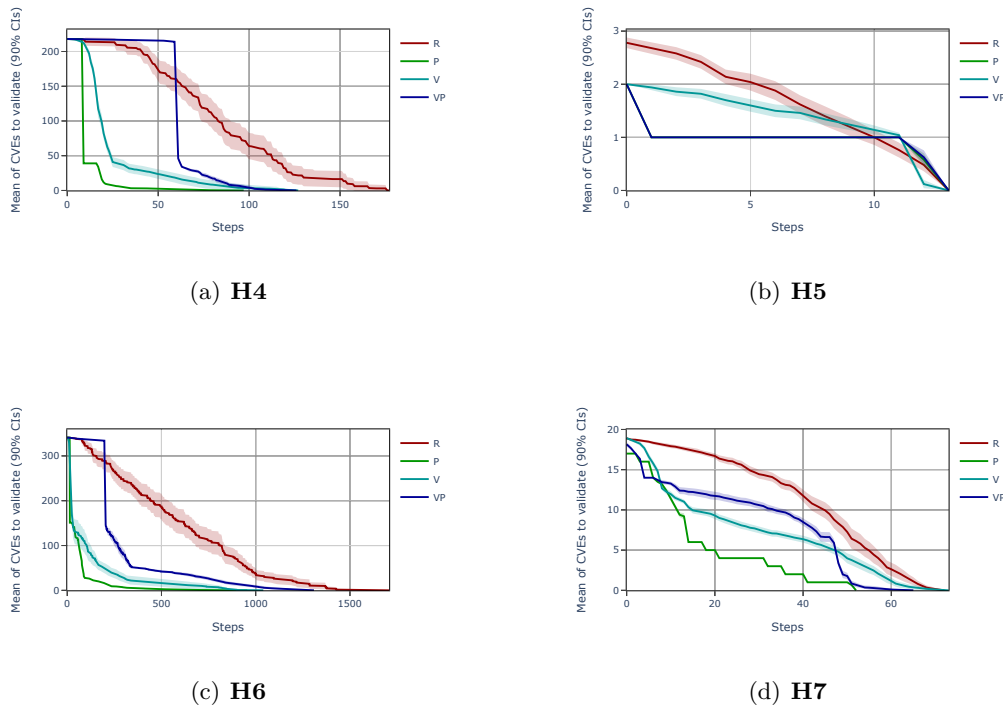 Mean of CVEs to validate (90% CIs)
200
150
100
50
0
0
50
100
150
Steps
R
P
V
VP
(a) H4
Mean of CVEs to validate (90% CIs)
3
2
1
0
0
5
10
Steps
R
P
V
VP
(b) H5
Mean of CVEs to validate (90% CIs)
300
200
100
0
0
500
1000
1500
Steps
R
P
V
VP
(c) H6
Mean of CVEs to validate (90% CIs)
20
15
10
5
0
0
20
40
60
Steps
R
P
V
VP
(d) H7